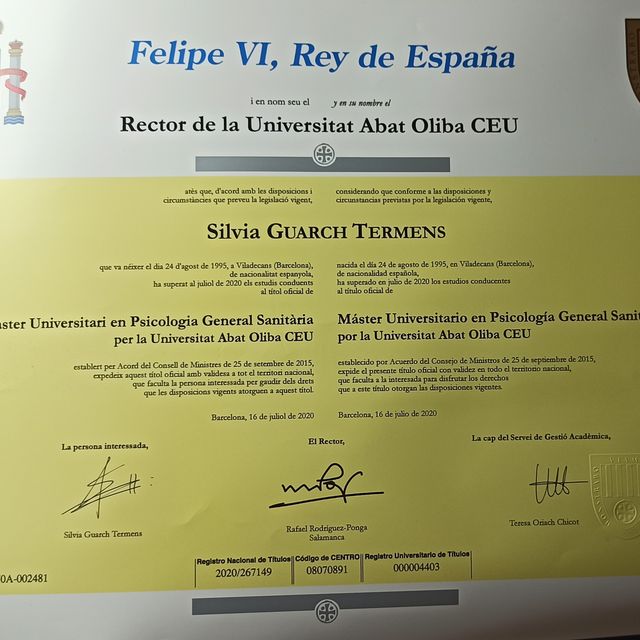 Felipe VI, Rey de España
i en nom seu el y en su nombre el
Rector de la Universitat Abat Oliba CEU
atès que, d'acord amb les disposicions i
circumstàncies que preveu la legislació vigent,
considerando que conforme a las disposiciones y
circunstancias previstas por la legislación vigente,
Silvia GUARCH TERMENS
que va néixer el dia 24 d'agost de 1995, a Viladecans (Barcelona),
de nacionalitat espanyola,
ha superat al juliol de 2020 els estudis conduents
al títol oficial de
nacida el día 24 de agosto de 1995, en Viladecans (Barcelona),
de nacionalidad española,
ha superado en julio de 2020 los estudios conducentes
al título oficial de
Universitari en Psicologia General Sanitària
per la Universitat Abat Oliba CEU
Máster Universitario en Psicología General
por la Universitat Abat Oliba CEU
establert per Acord del Consell de Ministres de 25 de setembre de 2015,
expedeix aquest títol oficial amb validesa a tot el territori nacional,
que faculta la persona interessada per gaudir dels drets
que les disposicions vigents atorguen a aquest títol.
establecido por Acuerdo del Consejo de Ministros de 25 de septiembre de 2015,
expide el presente título oficial con validez en todo el territorio nacional,
que faculta a la interesada para disfrutar los derechos
que a este título otorgan las disposiciones vigentes.
Barcelona, 16 de juliol de 2020
Barcelona, 16 de julio de 2020
La persona interessada,
El Rector,
La cap del Servei de Gestió Acadèmica,
Silvia Guarch Termens
Rafael Rodríguez-Ponga
Salamanca
Teresa Oriach Chicot
Registro Nacional de Títulos Código de CENTRO Registro Universitario de Títulos
2020/267149 08070891 000004403
0A-002481